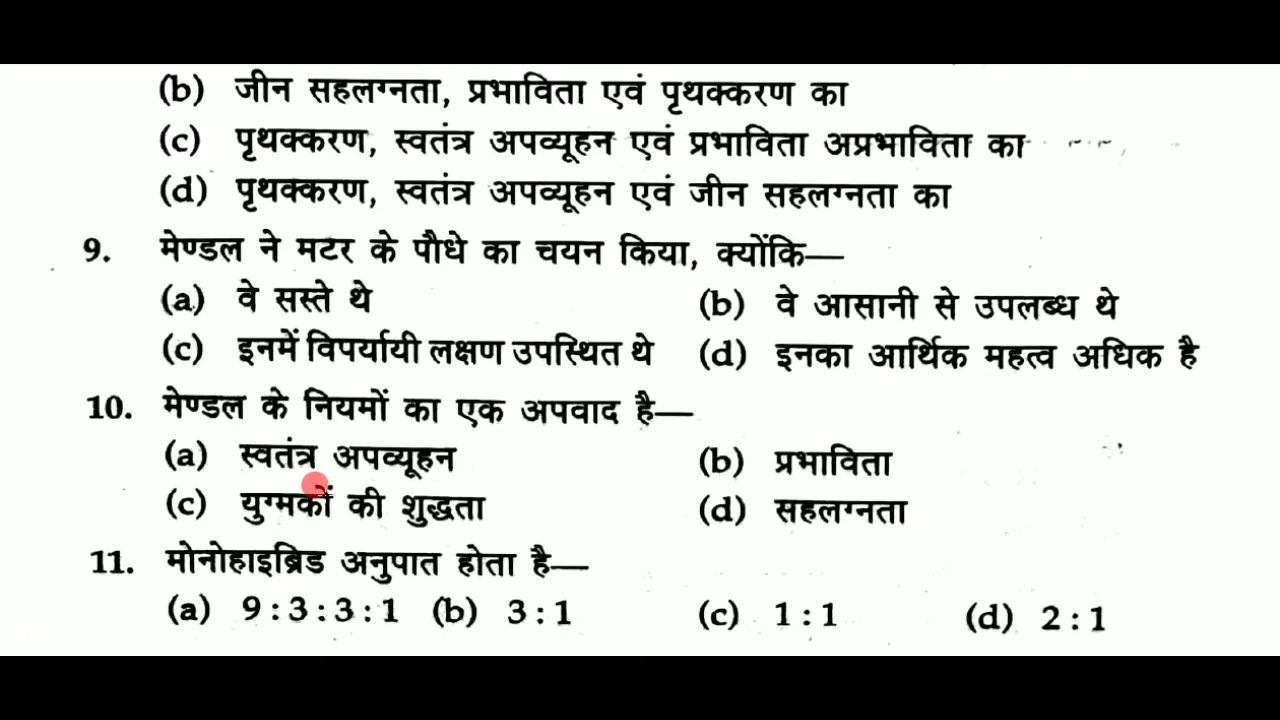 (b) जीन सहलग्नता, प्रभाविता एवं पृथक्करण का
(c) पृथक्करण, स्वतंत्र अपव्यूहन एवं प्रभाविता अप्रभाविता का
(d) पृथक्करण, स्वतंत्र अपव्यूहन एवं जीन सहलग्नता का
9. मेण्डल ने मटर के पौधे का चयन किया, क्योंकि—
(a) वे सस्ते थे (b) वे आसानी से उपलब्ध थे
(c) इनमें विपर्यायी लक्षण उपस्थित थे (d) इनका आर्थिक महत्व अधिक है
10. मेण्डल के नियमों का एक अपवाद है—
(a) स्वतंत्र अपव्यूहन (b) प्रभाविता
(c) युग्मकों की शुद्धता (d) सहलग्नता
11. मोनोहाइब्रिड अनुपात होता है—
(a) 9 : 3 : 3 : 1 (b) 3 : 1 (c) 1 : 1 (d) 2 : 1